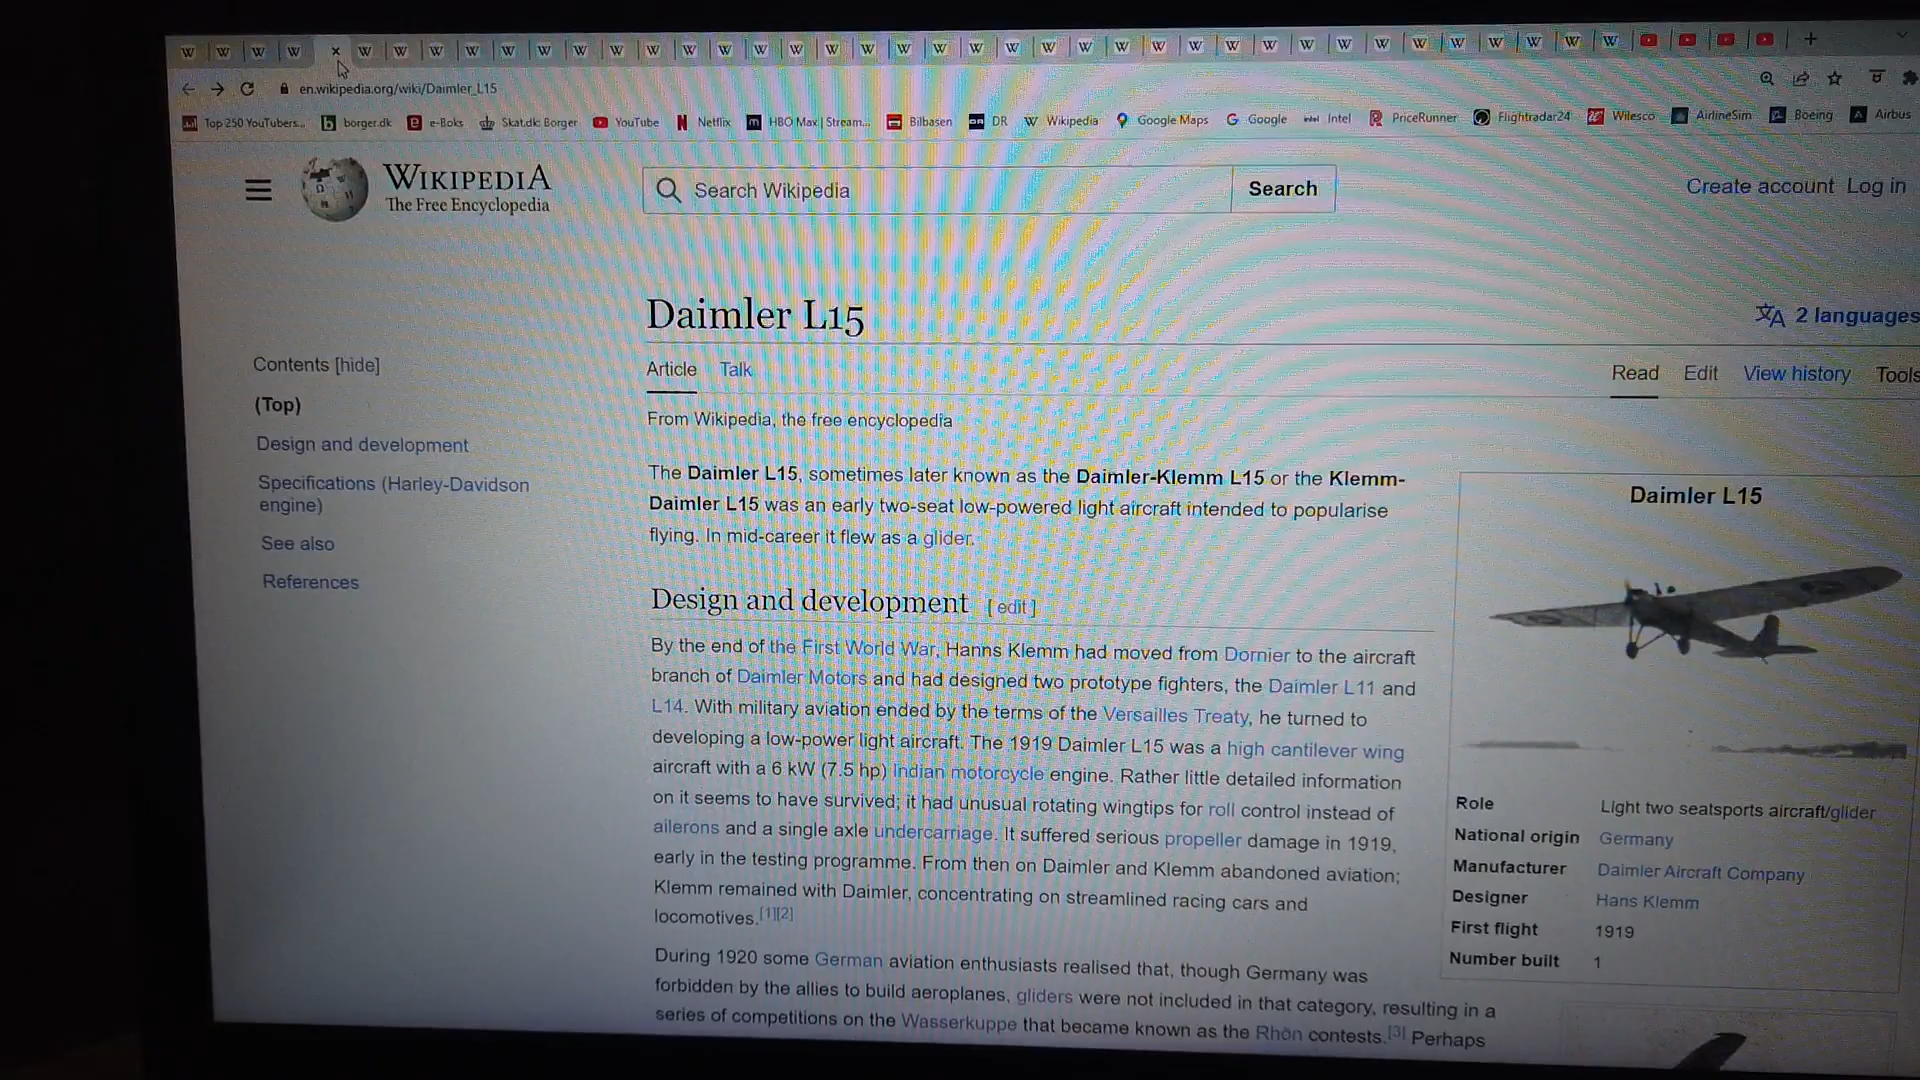 en.wikipedia.org/wiki/Daimler_L15
Top 250 YouTubers... borger.dk e-Boks Skat.dk: Borger YouTube Netflix HBO Max | Stream... Bilbasen DR Wikipedia Google Maps Google Intel PriceRunner Flightradar24 Wilesco AirlineSim Boeing Airbus
WIKIPEDIA
The Free Encyclopedia
Search Wikipedia Search
Create account Log in
Daimler L15
2 languages
Contents [hide]
(Top)
Design and development
Specifications (Harley-Davidson
engine)
See also
References
Article Talk
Read Edit View history Tools
From Wikipedia, the free encyclopedia
The Daimler L15, sometimes later known as the Daimler-Klemm L15 or the Klemm-
Daimler L15 was an early two-seat low-powered light aircraft intended to popularise
flying. In mid-career it flew as a glider.
Design and development [ edit ]
By the end of the First World War, Hanns Klemm had moved from Dornier to the aircraft
branch of Daimler Motors and had designed two prototype fighters, the Daimler L11 and
L14. With military aviation ended by the terms of the Versailles Treaty, he turned to
developing a low-power light aircraft. The 1919 Daimler L15 was a high cantilever wing
aircraft with a 6 kW (7.5 hp) Indian motorcycle engine. Rather little detailed information
on it seems to have survived; it had unusual rotating wingtips for roll control instead of
ailerons and a single axle undercarriage. It suffered serious propeller damage in 1919,
early in the testing programme. From then on Daimler and Klemm abandoned aviation;
Klemm remained with Daimler, concentrating on streamlined racing cars and
locomotives.[1][2]
During 1920 some German aviation enthusiasts realised that, though Germany was
forbidden by the allies to build aeroplanes, gliders were not included in that category, resulting in a
series of competitions on the Wasserkuppe that became known as the Rhön contests.[3] Perhaps
Daimler L15
Role Light two seatsports aircraft/glider
National origin Germany
Manufacturer Daimler Aircraft Company
Designer Hans Klemm
First flight 1919
Number built 1